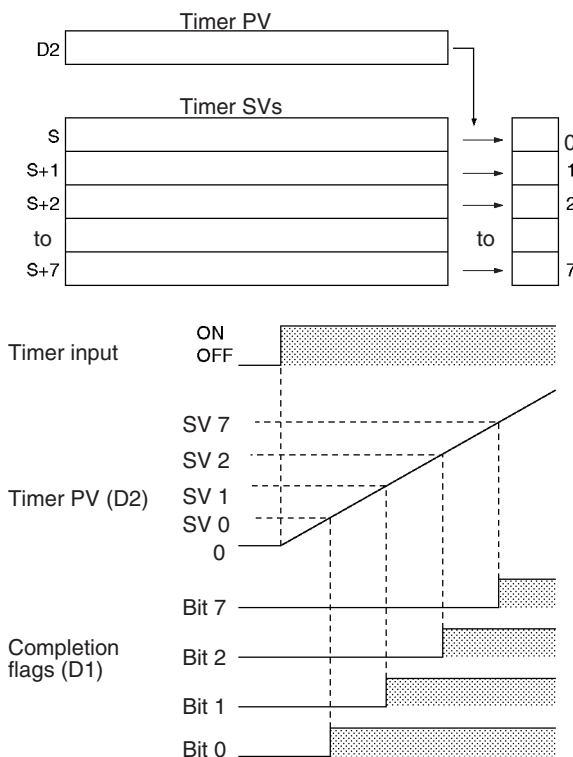 Timer PV
D2
Timer SVs
S
0
S+1
1
S+2
2
to
to
S+7
7
Timer input
ON
OFF
SV 7
SV 2
SV 1
Timer PV (D2)
SV 0
0
Bit 7
Completion
flags (D1)
Bit 2
Bit 1
Bit 0